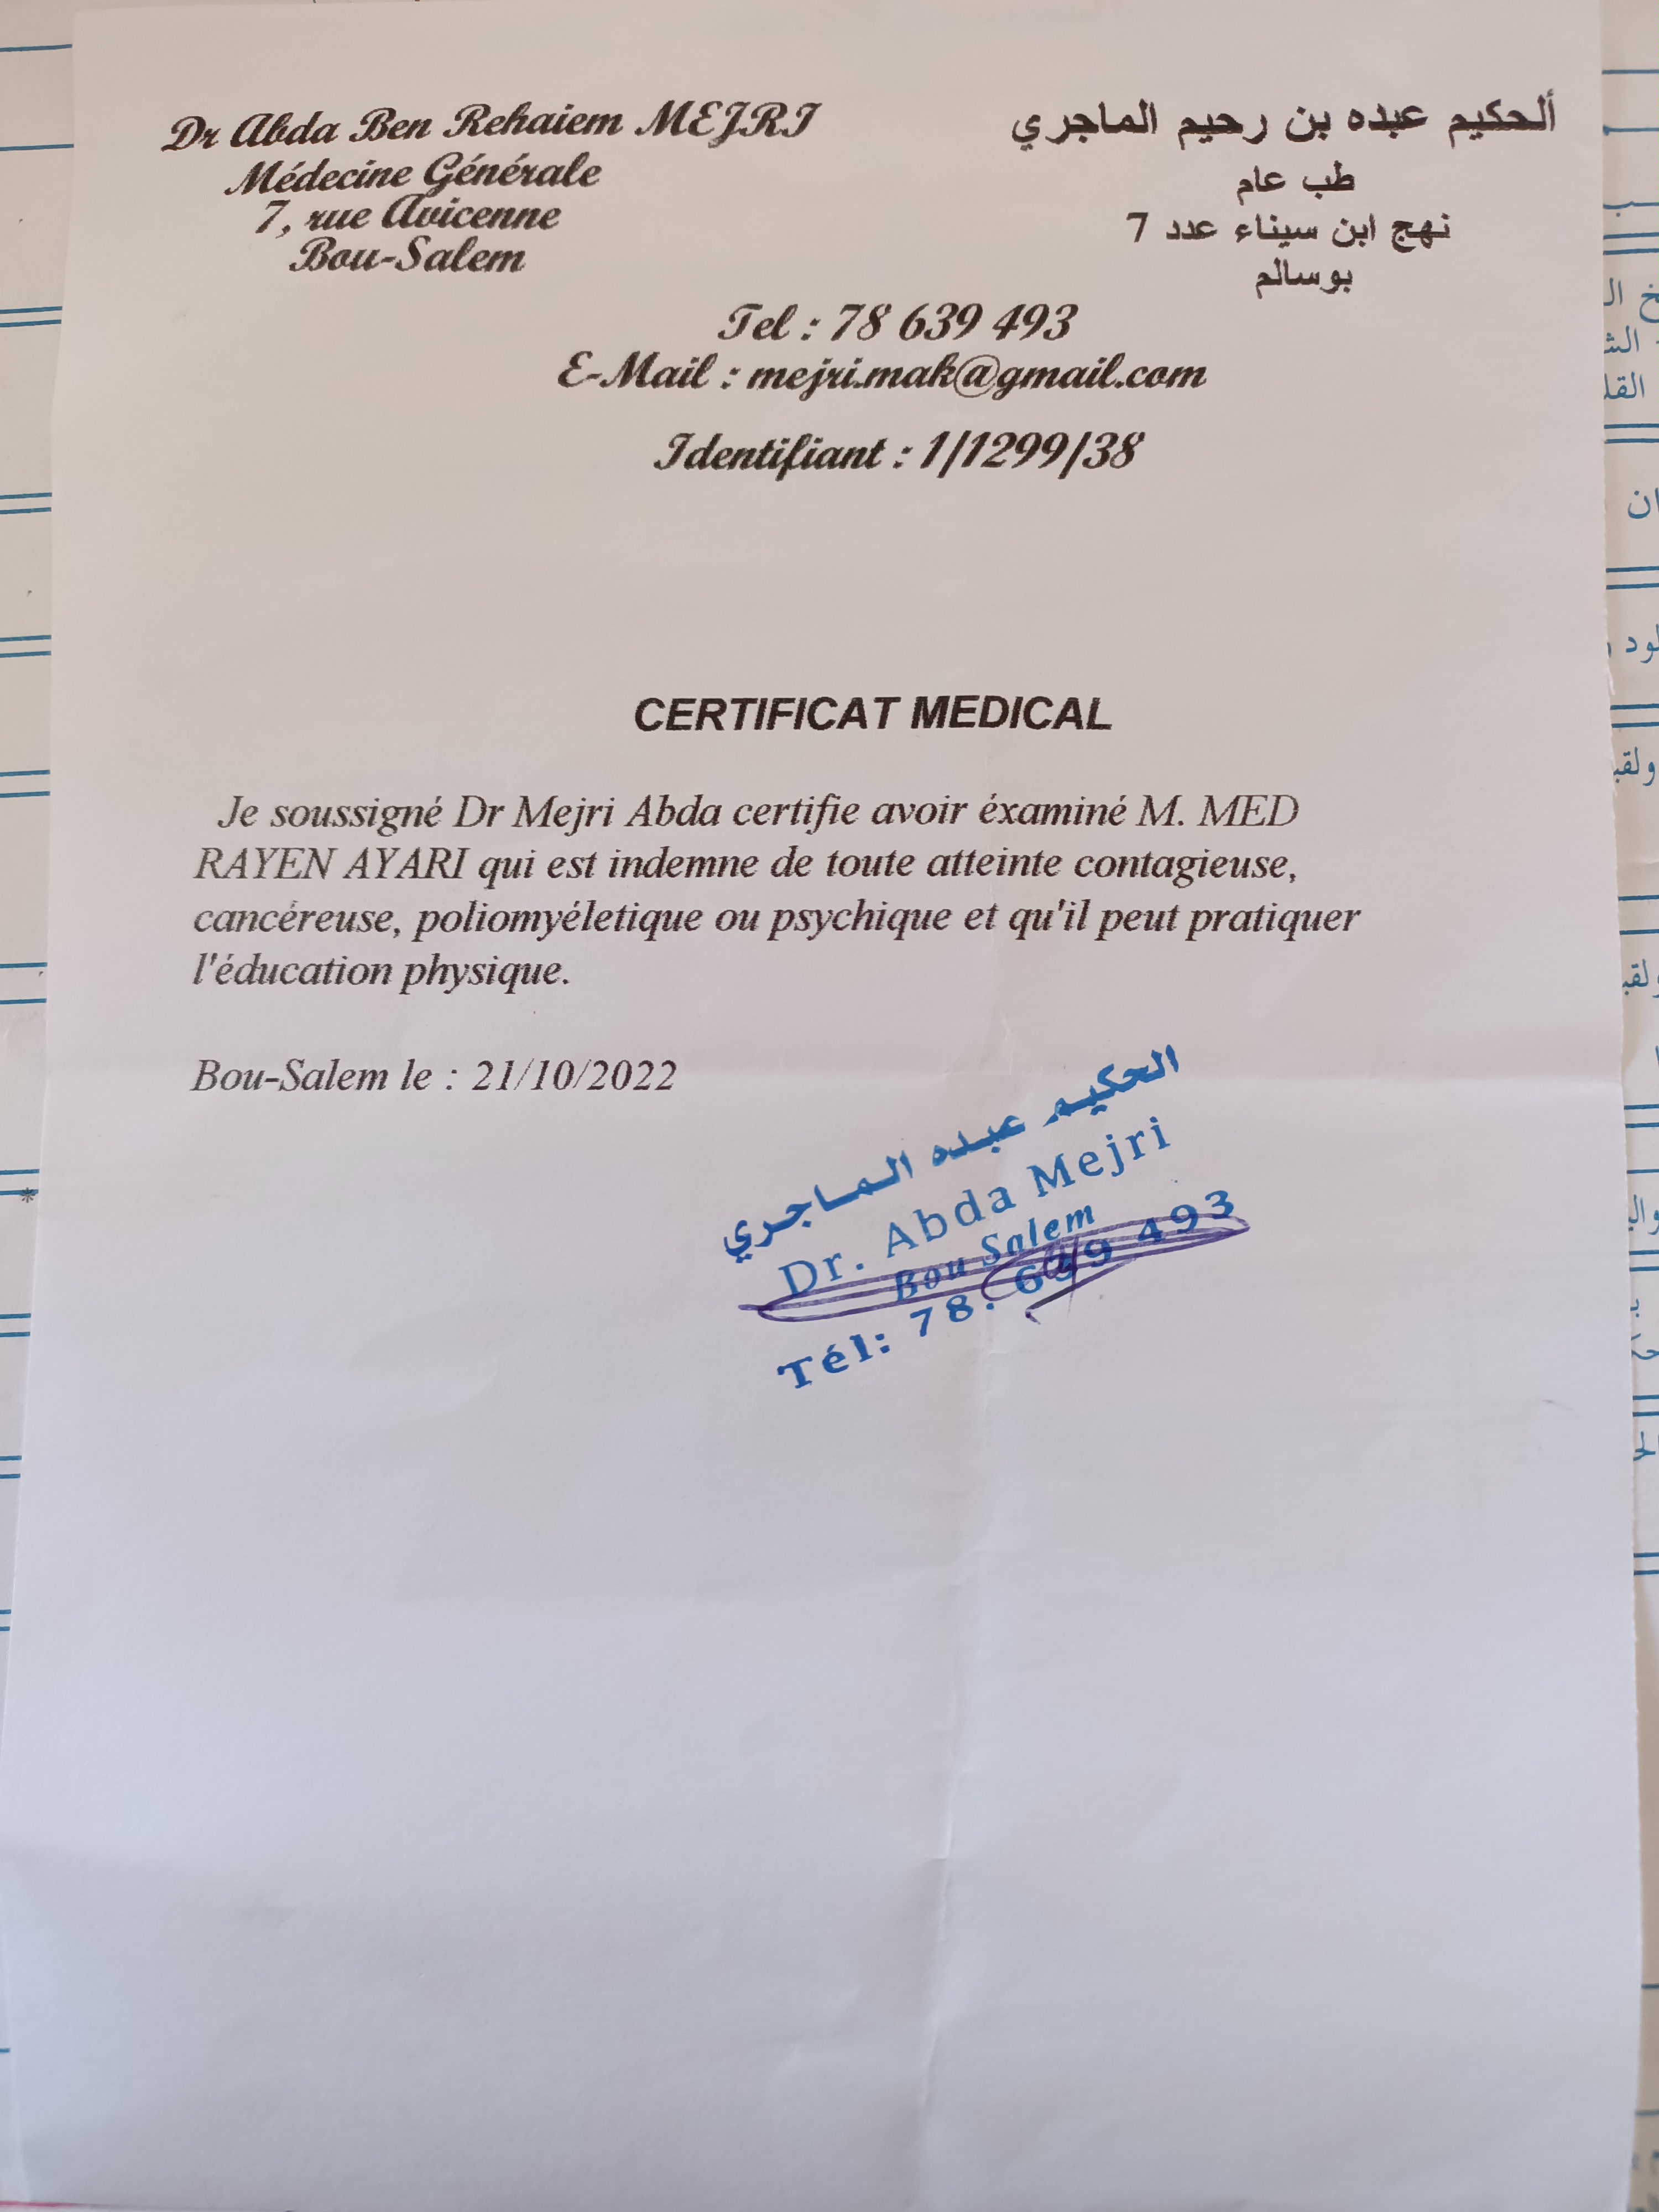 Dr Abda Ben Rehaiem MEJRI
Médecine Générale
7, rue Avicenne
Bou-Salem
ألحكيم عبده بن رحيم الماجري
طب عام
نهج ابن سيناء عدد 7
بوسالم
Tel : 78 639 493
E-Mail : mejri.mak@gmail.com
Identifiant : 1/1299/38
CERTIFICAT MEDICAL
Je soussigné Dr Mejri Abda certifie avoir éxaminé M. MED
RAYEN AYARI qui est indemne de toute atteinte contagieuse,
cancéreuse, poliomyéletique ou psychique et qu'il peut pratiquer
l'éducation physique.
Bou-Salem le : 21/10/2022
الحكيم عبده الماجري
Dr. Abda Mejri
Bou Salem
Tél: 78. 639 493
ان
ولقب